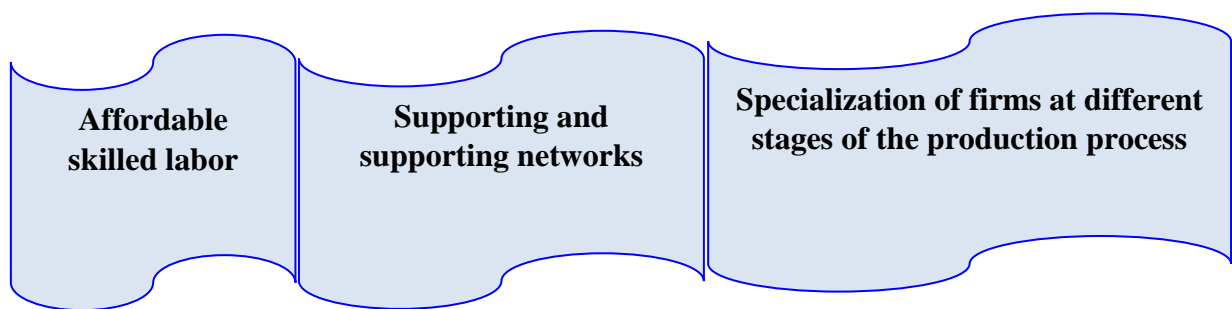 Affordable
skilled labor
Supporting and
supporting networks
Specialization of firms at different
stages of the production process